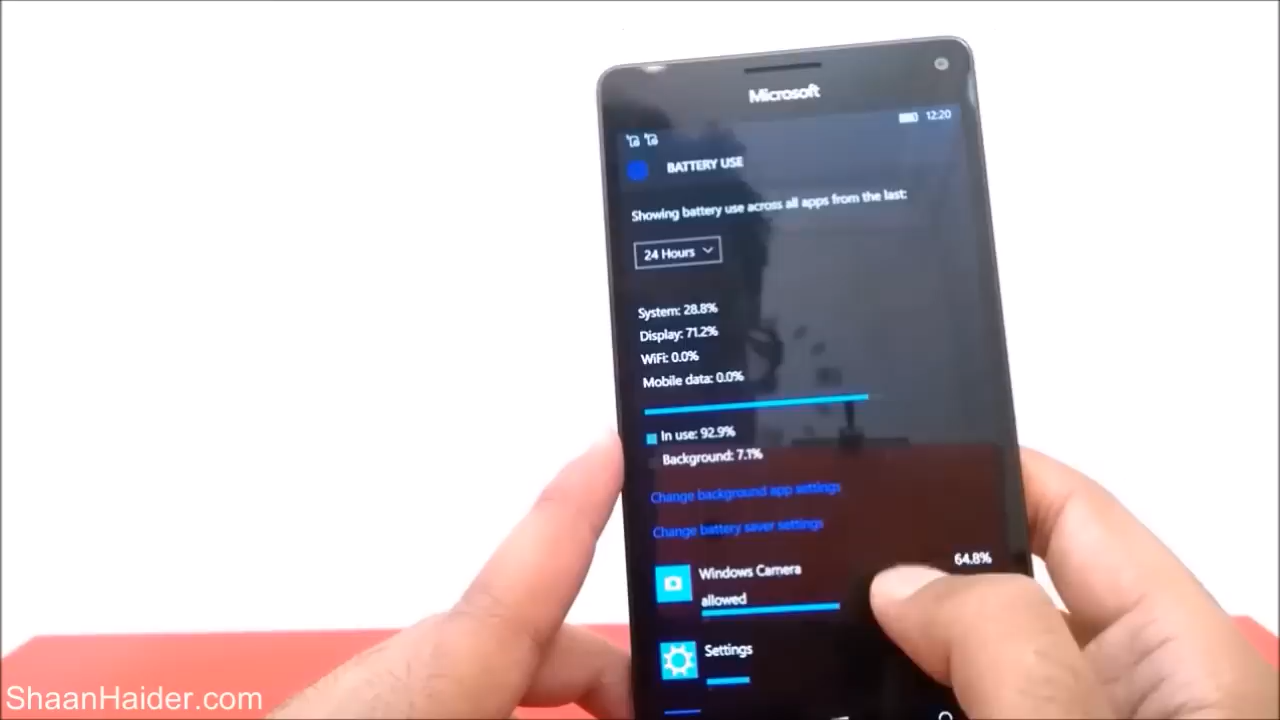 Microsoft
12:20
BATTERY USE
Showing battery use across all apps from the last:
24 Hours
System: 28.8%
Display: 71.2%
WiFi: 0.0%
Mobile data: 0.0%
In use: 92.9%
Background: 7.1%
Change background app settings
Change battery saver settings
Windows Camera
64.8%
allowed
Settings
ShaanHaider.com